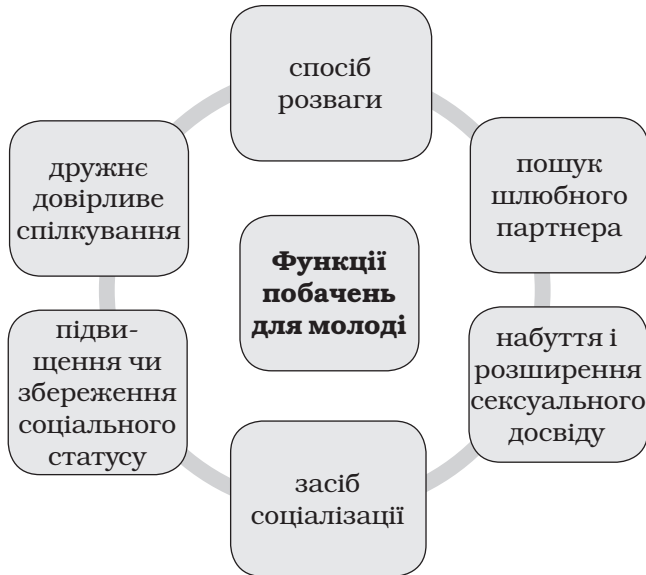 спосіб
розваги
пошук
шлюбного
партнера
набуття і
розширення
сексуального
досвіду
засіб
соціалізації
підви-
щення чи
збереження
соціального
статусу
дружнє
довірливе
спілкування
Функції
побачень
для молоді